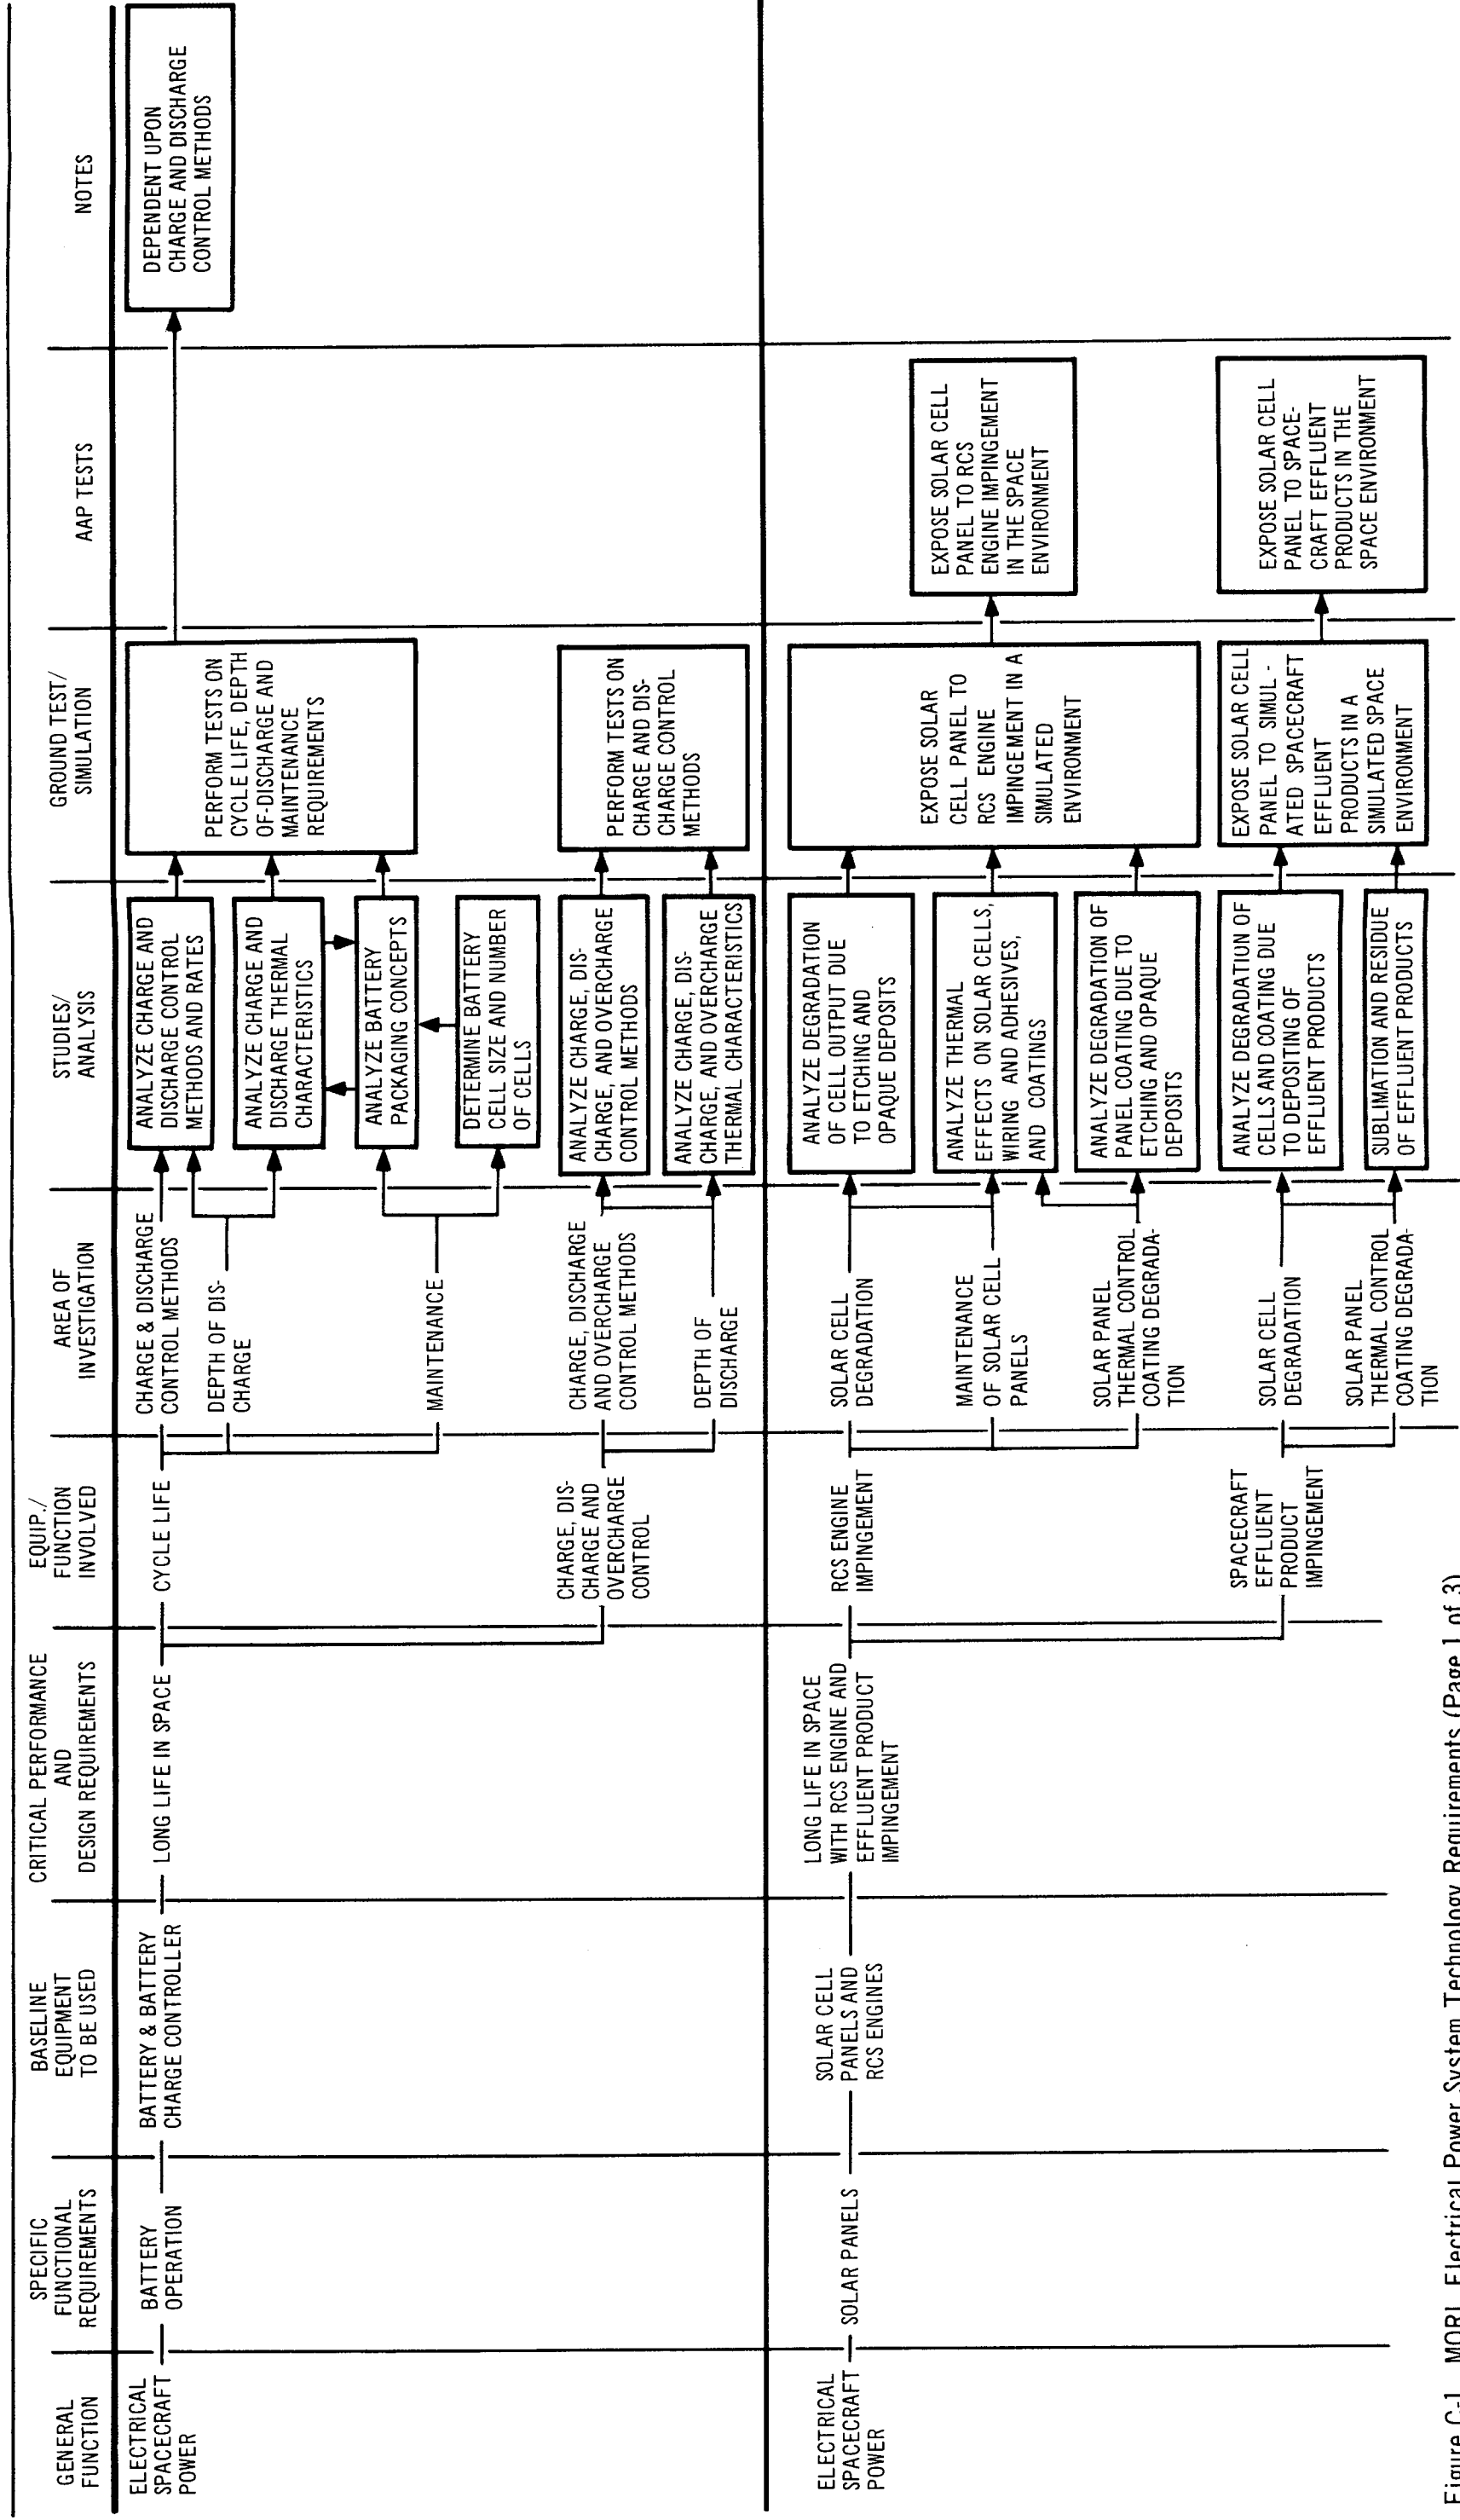 GENERAL
FUNCTION
SPECIFIC
FUNCTIONAL
REQUIREMENTS
BASELINE
EQUIPMENT
TO BE USED
CRITICAL PERFORMANCE
AND
DESIGN REQUIREMENTS
EQUIP./
FUNCTION
INVOLVED
AREA OF
INVESTIGATION
STUDIES/
ANALYSIS
GROUND TEST/
SIMULATION
AAP TESTS
NOTES
ELECTRICAL
SPACECRAFT
POWER
BATTERY
OPERATION
BATTERY & BATTERY
CHARGE CONTROLLER
LONG LIFE IN SPACE
CYCLE LIFE
CHARGE & DISCHARGE
CONTROL METHODS
DEPTH OF DIS-
CHARGE
MAINTENANCE
ANALYZE CHARGE AND
DISCHARGE CONTROL
METHODS AND RATES
ANALYZE CHARGE AND
DISCHARGE THERMAL
CHARACTERISTICS
ANALYZE BATTERY
PACKAGING CONCEPTS
DETERMINE BATTERY
CELL SIZE AND NUMBER
OF CELLS
PERFORM TESTS ON
CYCLE LIFE, DEPTH
OF-DISCHARGE AND
MAINTENANCE
REQUIREMENTS
DEPENDENT UPON
CHARGE AND DISCHARGE
CONTROL METHODS
CHARGE, DIS-
CHARGE AND
OVERCHARGE
CONTROL
CHARGE, DISCHARGE
AND OVERCHARGE
CONTROL METHODS
DEPTH OF
DISCHARGE
ANALYZE CHARGE, DIS-
CHARGE, AND OVERCHARGE
CONTROL METHODS
ANALYZE CHARGE, DIS-
CHARGE, AND OVERCHARGE
THERMAL CHARACTERISTICS
PERFORM TESTS ON
CHARGE AND DIS-
CHARGE CONTROL
METHODS
ELECTRICAL
SPACECRAFT
POWER
SOLAR PANELS
SOLAR CELL
PANELS AND
RCS ENGINES
LONG LIFE IN SPACE
WITH RCS ENGINE AND
EFFLUENT PRODUCT
IMPINGEMENT
RCS ENGINE
IMPINGEMENT
SOLAR CELL
DEGRADATION
MAINTENANCE
OF SOLAR CELL
PANELS
SOLAR PANEL
THERMAL CONTROL
COATING DEGRADA-
TION
ANALYZE DEGRADATION
OF CELL OUTPUT DUE
TO ETCHING AND
OPAQUE DEPOSITS
ANALYZE THERMAL
EFFECTS ON SOLAR CELLS,
WIRING AND ADHESIVES,
AND COATINGS
ANALYZE DEGRADATION OF
PANEL COATING DUE TO
ETCHING AND OPAQUE
DEPOSITS
EXPOSE SOLAR
CELL PANEL TO
RCS ENGINE
IMPINGEMENT IN A
SIMULATED
ENVIRONMENT
EXPOSE SOLAR CELL
PANEL TO RCS
ENGINE IMPINGEMENT
IN THE SPACE
ENVIRONMENT
SPACECRAFT
EFFLUENT
PRODUCT
IMPINGEMENT
SOLAR CELL
DEGRADATION
SOLAR PANEL
THERMAL CONTROL
COATING DEGRADA-
TION
ANALYZE DEGRADATION OF
CELLS AND COATING DUE
TO DEPOSITING OF
EFFLUENT PRODUCTS
SUBLIMATION AND RESIDUE
OF EFFLUENT PRODUCTS
EXPOSE SOLAR CELL
PANEL TO SIMUL -
ATED SPACECRAFT
EFFLUENT
PRODUCTS IN A
SIMULATED SPACE
ENVIRONMENT
EXPOSE SOLAR CELL
PANEL TO SPACE-
CRAFT EFFLUENT
PRODUCTS IN THE
SPACE ENVIRONMENT
Figure C-1. MORL Electrical Power System Technology Requirements (Page 1 of 3)